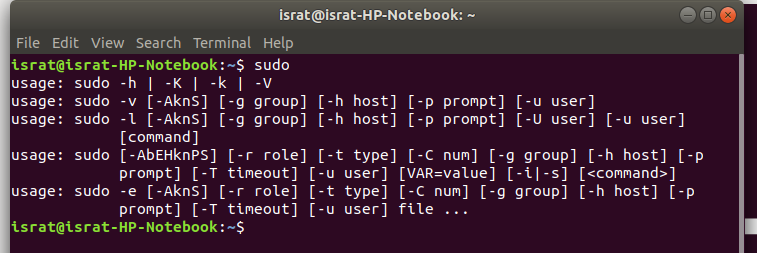 israt@israt-HP-Notebook: ~
File Edit View Search Terminal Help
israt@israt-HP-Notebook:~$ sudo
usage: sudo -h | -K | -k | -V
usage: sudo -v [-AknS] [-g group] [-h host] [-p prompt] [-u user]
usage: sudo -l [-AknS] [-g group] [-h host] [-p prompt] [-U user] [-u user]
[command]
usage: sudo [-AbEHknPS] [-r role] [-t type] [-C num] [-g group] [-h host] [-p
prompt] [-T timeout] [-u user] [VAR=value] [-i|-s] [<command>]
usage: sudo -e [-AknS] [-r role] [-t type] [-C num] [-g group] [-h host] [-p
prompt] [-T timeout] [-u user] file ...
israt@israt-HP-Notebook:~$